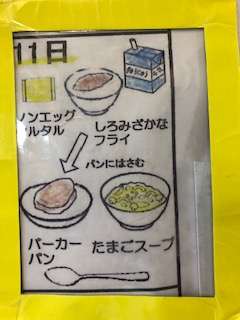 11日
ノンエッグ
タルタル
しろみざかな
フライ
パンにはさむ
バーカー
パン
たまごスープ